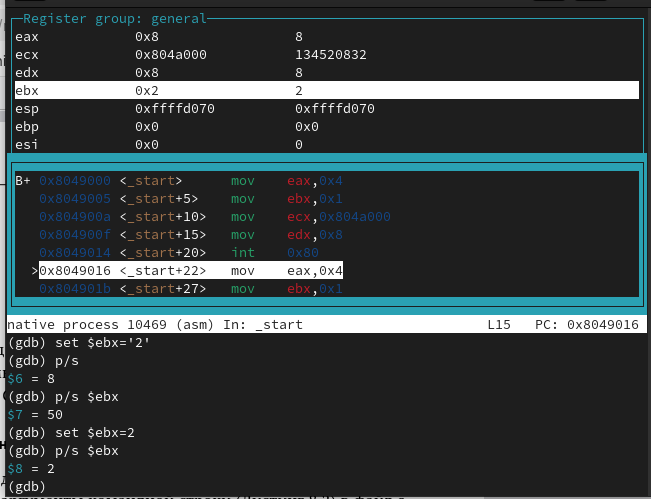 Register group: general
eax 0x8 8
ecx 0x804a000 134520832
edx 0x8 8
ebx 0x2 2
esp 0xffffd070 0xffffd070
ebp 0x0 0x0
esi 0x0 0
B+ 0x8049000 <_start> mov eax,0x4
0x8049005 <_start+5> mov ebx,0x1
0x804900a <_start+10> mov ecx,0x804a000
0x804900f <_start+15> mov edx,0x8
0x8049014 <_start+20> int 0x80
>0x8049016 <_start+22> mov eax,0x4
0x804901b <_start+27> mov ebx,0x1
native process 10469 (asm) In: _start L15 PC: 0x8049016
(gdb) set $ebx='2'
(gdb) p/s
$6 = 8
(gdb) p/s $ebx
$7 = 50
(gdb) set $ebx=2
(gdb) p/s $ebx
$8 = 2
(gdb)